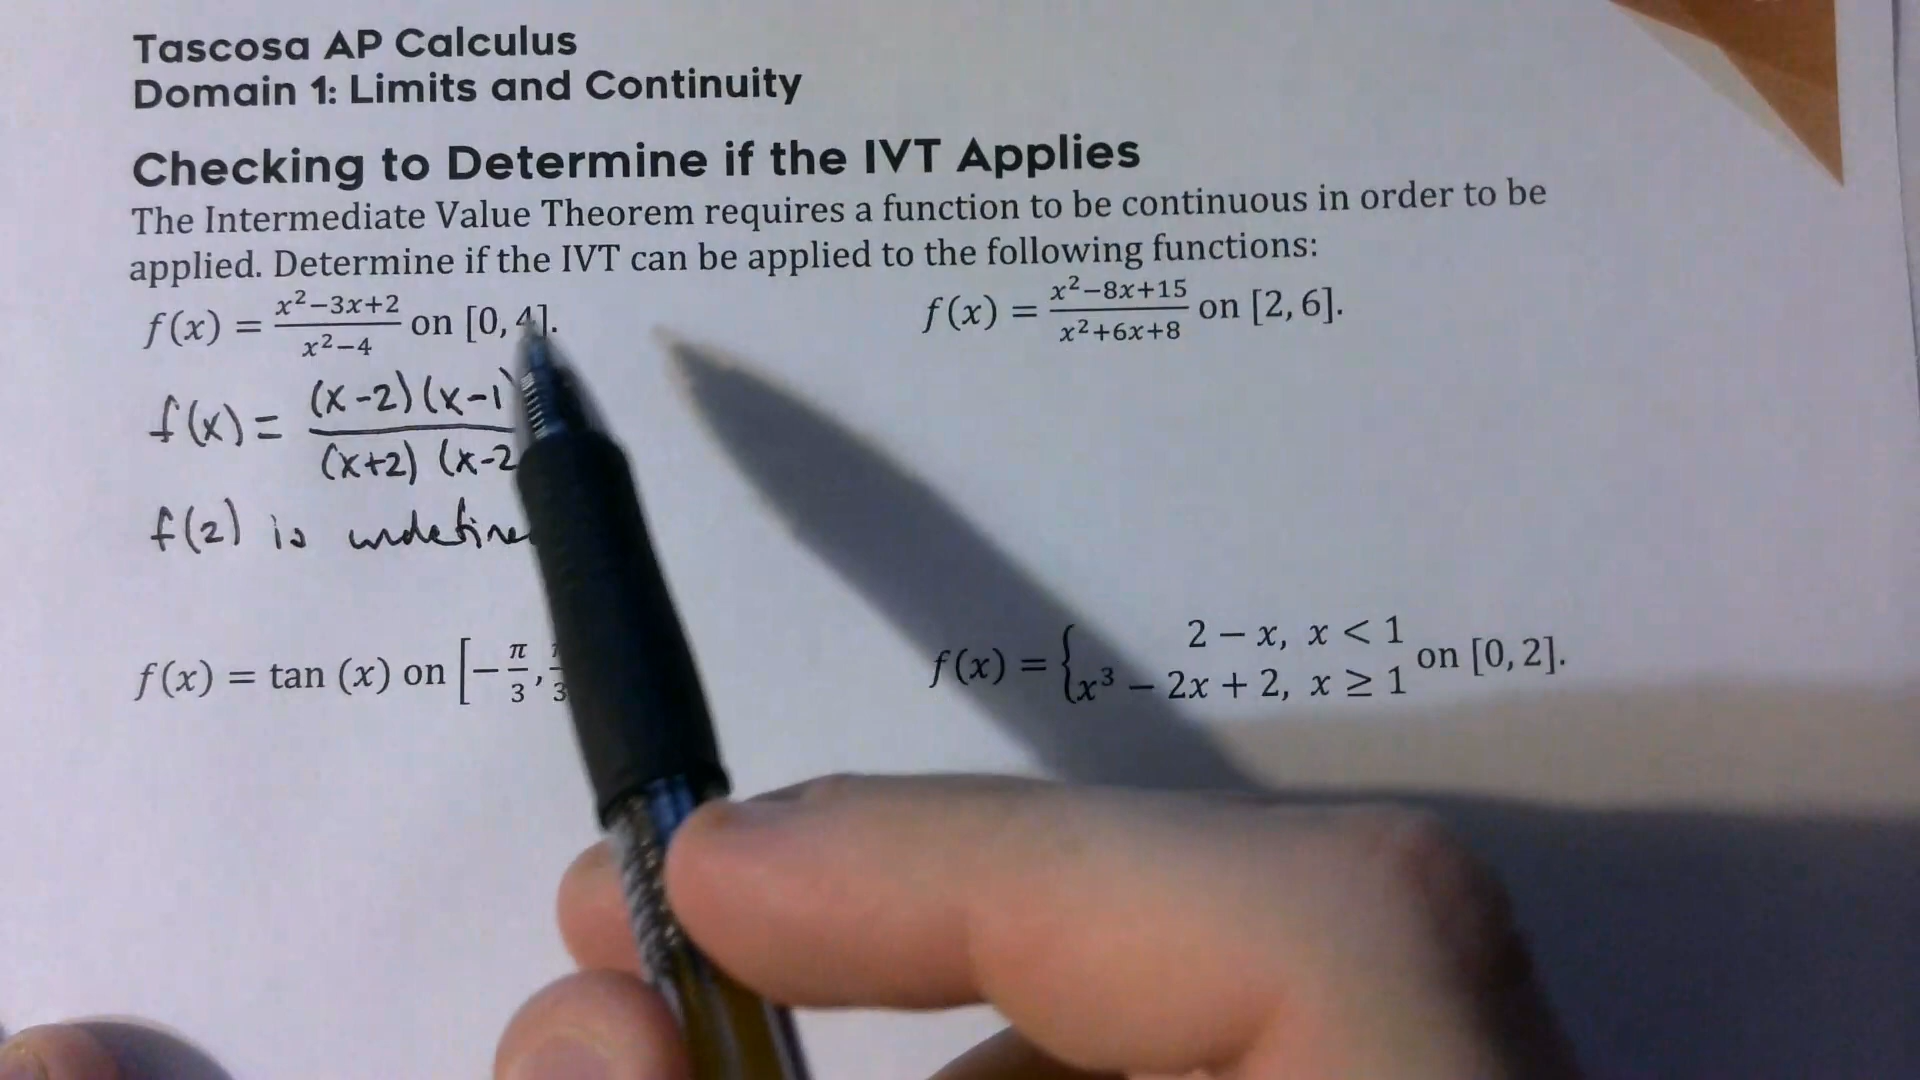 Tascosa AP Calculus
Domain 1: Limits and Continuity
Checking to Determine if the IVT Applies
The Intermediate Value Theorem requires a function to be continuous in order to be
applied. Determine if the IVT can be applied to the following functions:
f(x) = (x²−3x+2)/(x²−4) on [0, 4].
f(x) = (x²−8x+15)/(x²+6x+8) on [2, 6].
f(x) = (x-2)(x-1 / (x+2) (x-2
f(2) is undefine
f(x) = tan (x) on [−π/3,
f(x) = { 2 − x, x < 1
x³ − 2x + 2, x ≥ 1 on [0, 2].